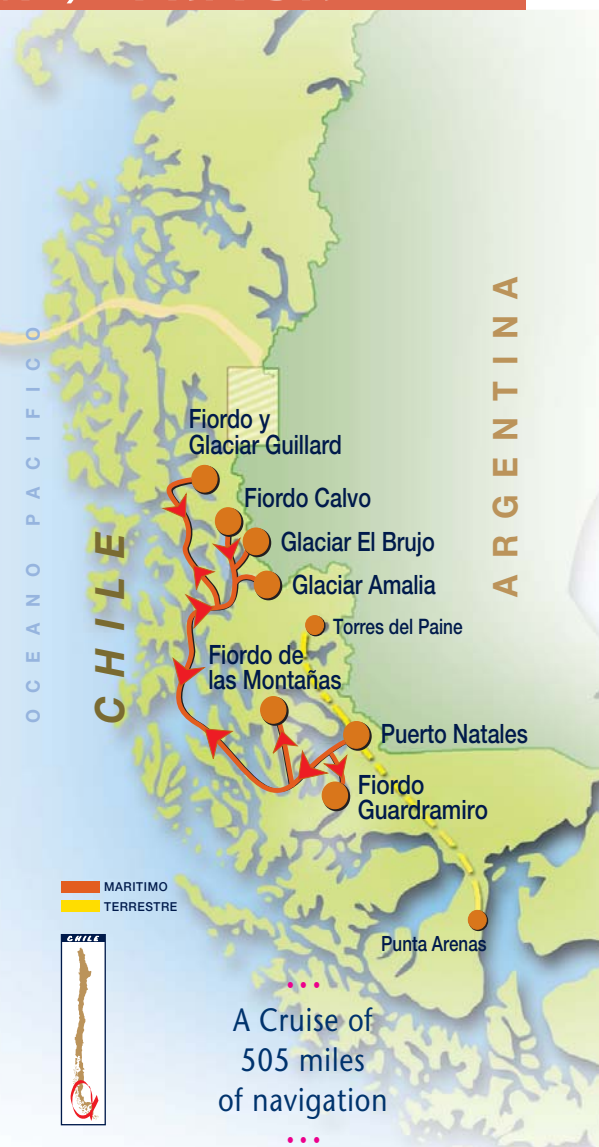 Fiordo y
Glaciar Guillard
Fiordo Calvo
Glaciar El Brujo
Glaciar Amalia
Torres del Paine
Fiordo de
las Montañas
Puerto Natales
Fiordo
Guardramiro
Punta Arenas
OCEANO PACIFICO
CHILE
ARGENTINA
MARITIMO
TERRESTRE
CHILE
•••
A Cruise of
505 miles
of navigation
•••